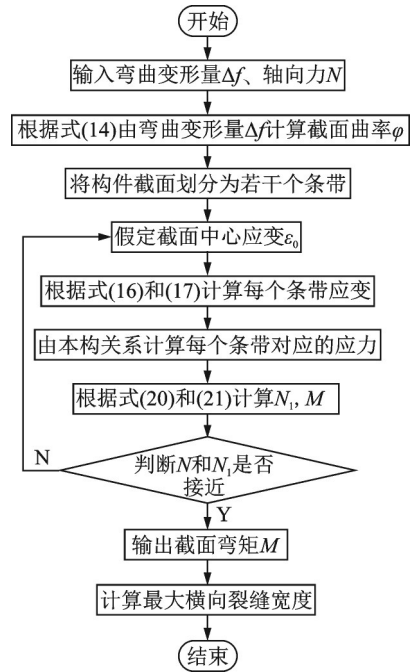 开始
输入弯曲变形量Δf、轴向力N
根据式(14)由弯曲变形量Δf计算截面曲率φ
将构件截面划分为若干个条带
假定截面中心应变ε₀
根据式(16)和(17)计算每个条带应变
由本构关系计算每个条带对应的应力
根据式(20)和(21)计算N₁, M
N
判断N和N₁是否
接近
Y
输出截面弯矩M
计算最大横向裂缝宽度
结束